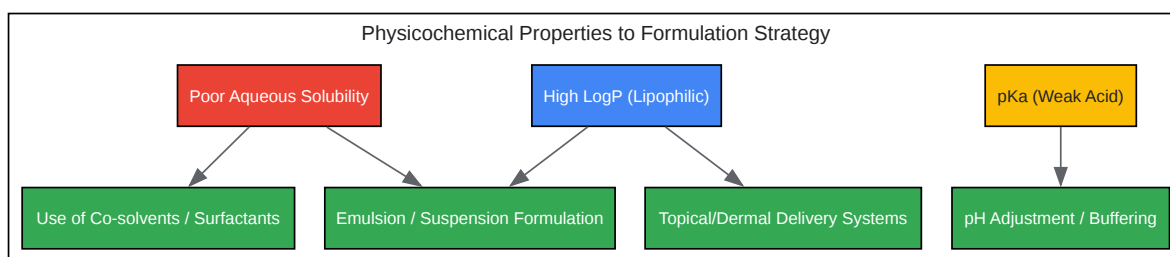 Physicochemical Properties to Formulation Strategy
Poor Aqueous Solubility
High LogP (Lipophilic)
pKa (Weak Acid)
Use of Co-solvents / Surfactants
Emulsion / Suspension Formulation
Topical/Dermal Delivery Systems
pH Adjustment / Buffering